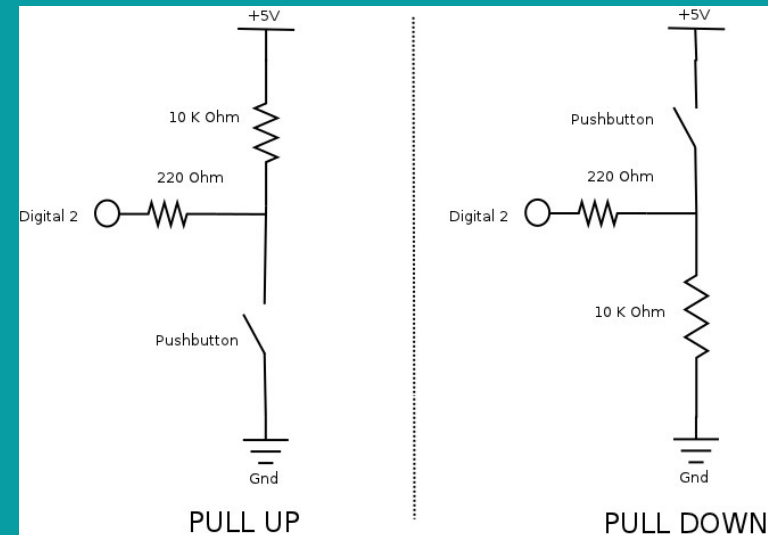 +5V
10 K Ohm
220 Ohm
Digital 2
Pushbutton
Gnd
PULL UP
+5V
Pushbutton
220 Ohm
Digital 2
10 K Ohm
Gnd
PULL DOWN